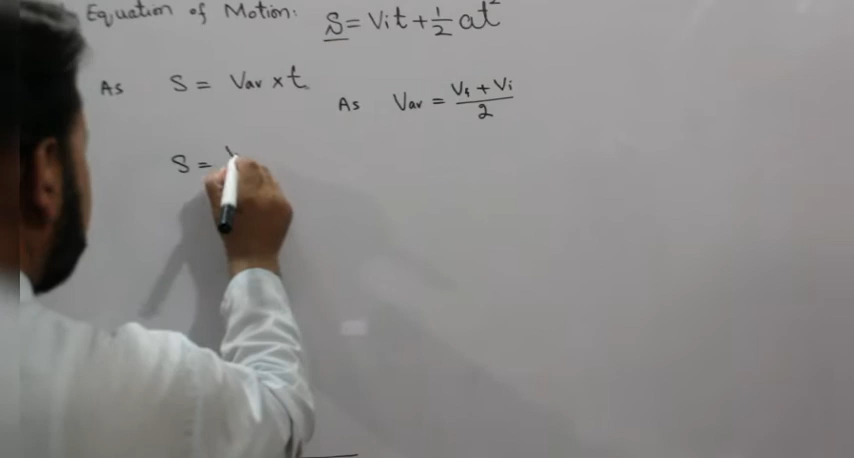 Equation of Motion: S = Vit + 1/2 at²
As S = Vav × t
As Vav = Vf + Vi / 2
S = V